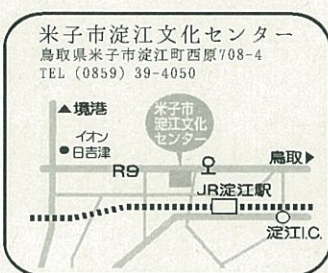 米子市淀江文化センター
鳥取県米子市淀江町西原708-4
TEL (0859) 39-4050
▲境港
イオン
日吉津
米子市
淀江文化
センター
R9
鳥取▶
JR淀江駅
淀江I.C.